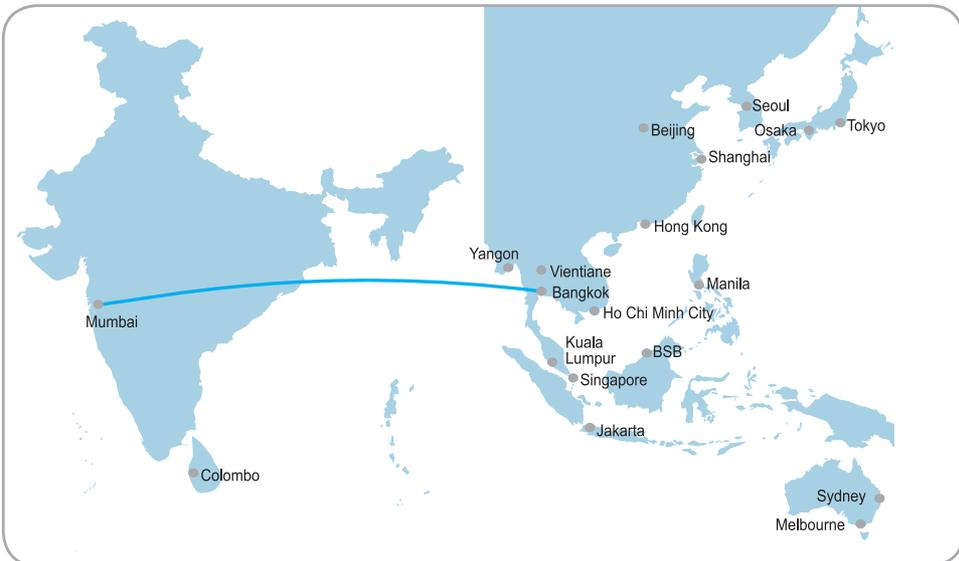 Seoul
Beijing
Osaka
Tokyo
Shanghai
Hong Kong
Yangon
Vientiane
Manila
Bangkok
Ho Chi Minh City
Mumbai
Kuala
Lumpur
BSB
Singapore
Jakarta
Colombo
Sydney
Melbourne